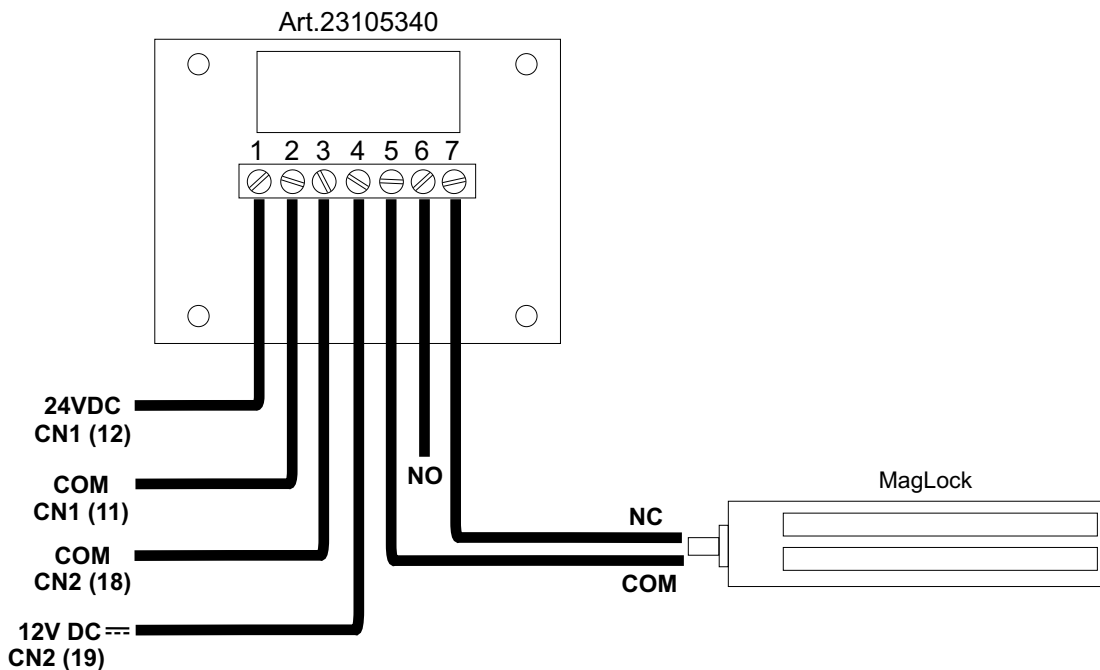 Art.23105340
1 2 3 4 5 6 7
24VDC
CN1 (12)
COM
CN1 (11)
COM
CN2 (18)
12V DC
CN2 (19)
NO
NC
COM
MagLock